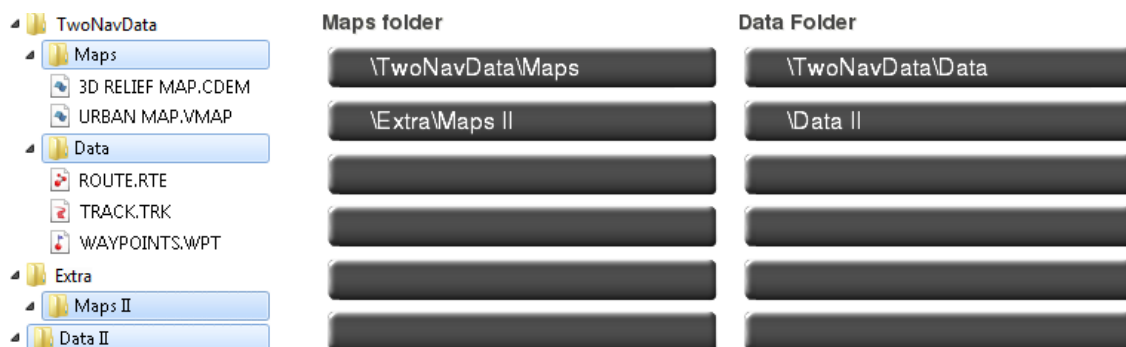 TwoNavData
Maps
3D RELIEF MAP.CDEM
URBAN MAP.VMAP
Data
ROUTE.RTE
TRACK.TRK
WAYPOINTS.WPT
Extra
Maps II
Data II
Maps folder
\TwoNavData\Maps
\Extra\Maps II
Data Folder
\TwoNavData\Data
\Data II